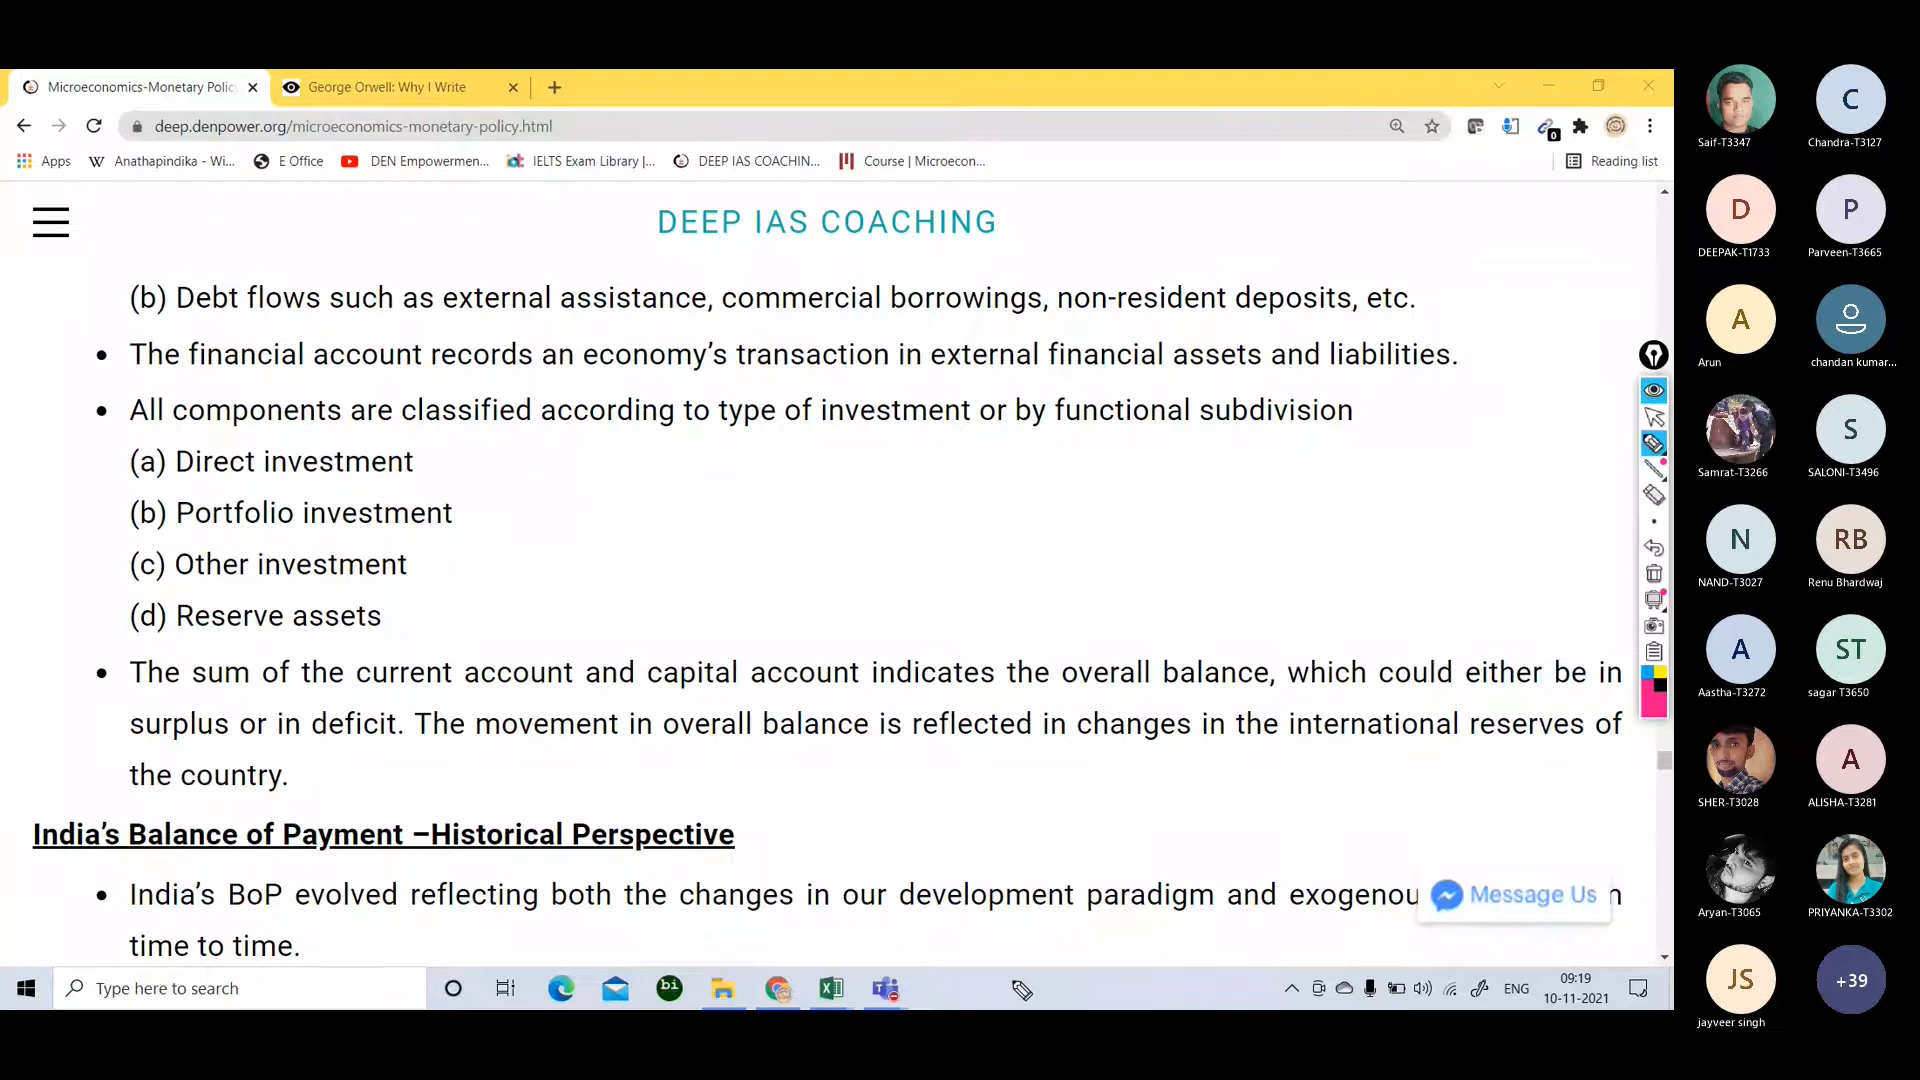 Microeconomics-Monetary Polic
George Orwell: Why I Write
deep.denpower.org/microeconomics-monetary-policy.html
0
Apps
W Anathapindika - Wi...
E Office
DEN Empowermen...
IELTS Exam Library |...
DEEP IAS COACHIN...
Course | Microecon...
Reading list
DEEP IAS COACHING
(b) Debt flows such as external assistance, commercial borrowings, non-resident deposits, etc.
• The financial account records an economy’s transaction in external financial assets and liabilities.
• All components are classified according to type of investment or by functional subdivision
(a) Direct investment
(b) Portfolio investment
(c) Other investment
(d) Reserve assets
• The sum of the current account and capital account indicates the overall balance, which could either be in
surplus or in deficit. The movement in overall balance is reflected in changes in the international reserves of
the country.
India’s Balance of Payment –Historical Perspective
• India’s BoP evolved reflecting both the changes in our development paradigm and exogenou
Message Us
n
time to time.
Type here to search
bi
ENG
09:19
10-11-2021
Saif-T3347
C
Chandra-T3127
D
DEEPAK-T1733
P
Parveen-T3665
A
Arun
chandan kumar...
Samrat-T3266
S
SALONI-T3496
N
NAND-T3027
RB
Renu Bhardwaj
A
Aastha-T3272
ST
sagar T3650
SHER-T3028
A
ALISHA-T3281
Aryan-T3065
PRIYANKA-T3302
JS
jayveer singh
+39